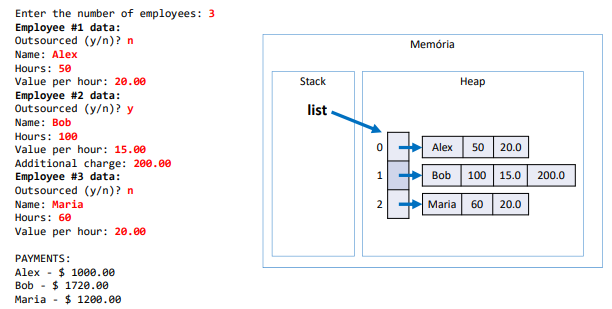 Enter the number of employees: 3
Employee #1 data:
Outsourced (y/n)? n
Name: Alex
Hours: 50
Value per hour: 20.00
Employee #2 data:
Outsourced (y/n)? y
Name: Bob
Hours: 100
Value per hour: 15.00
Additional charge: 200.00
Employee #3 data:
Outsourced (y/n)? n
Name: Maria
Hours: 60
Value per hour: 20.00
PAYMENTS:
Alex - $ 1000.00
Bob - $ 1720.00
Maria - $ 1200.00
Memória
Stack
list
Heap
0 Alex 50 20.0
1 Bob 100 15.0 200.0
2 Maria 60 20.0